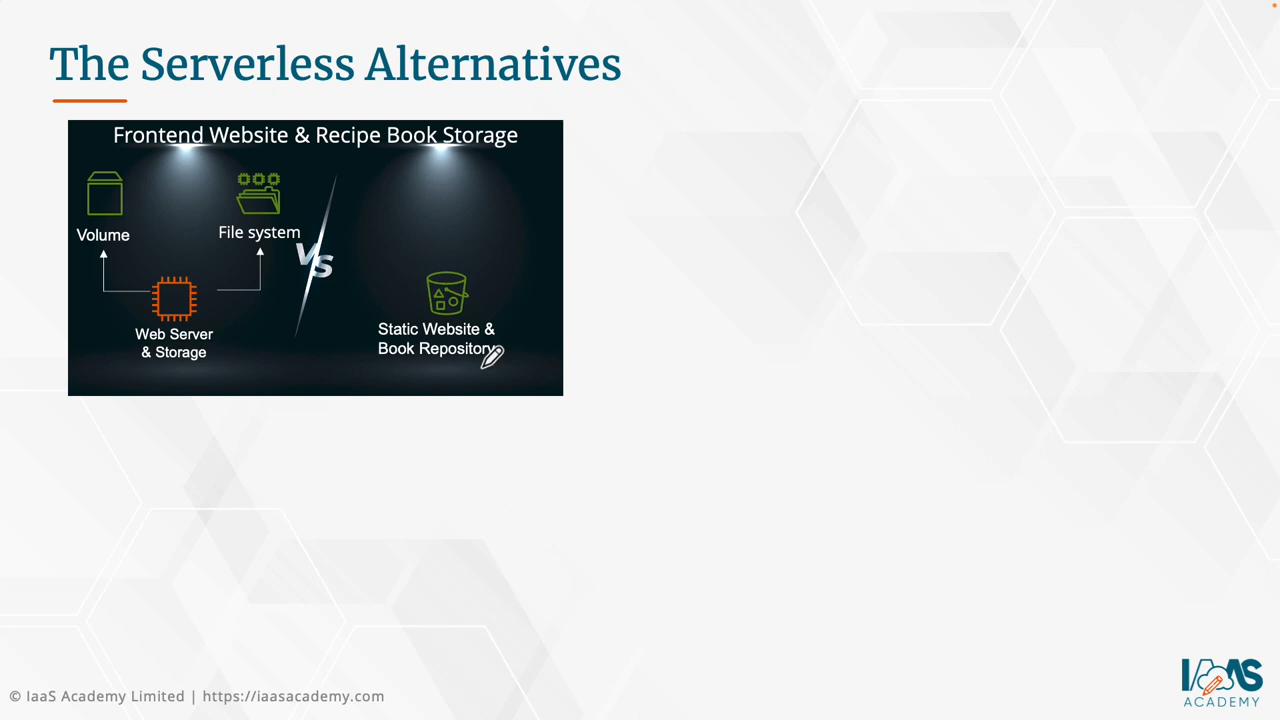 The Serverless Alternatives
Frontend Website & Recipe Book Storage
Volume
File system
VS
Web Server
& Storage
Static Website &
Book Repository
© IaaS Academy Limited | https://iaasacademy.com
IAAS
ACADEMY